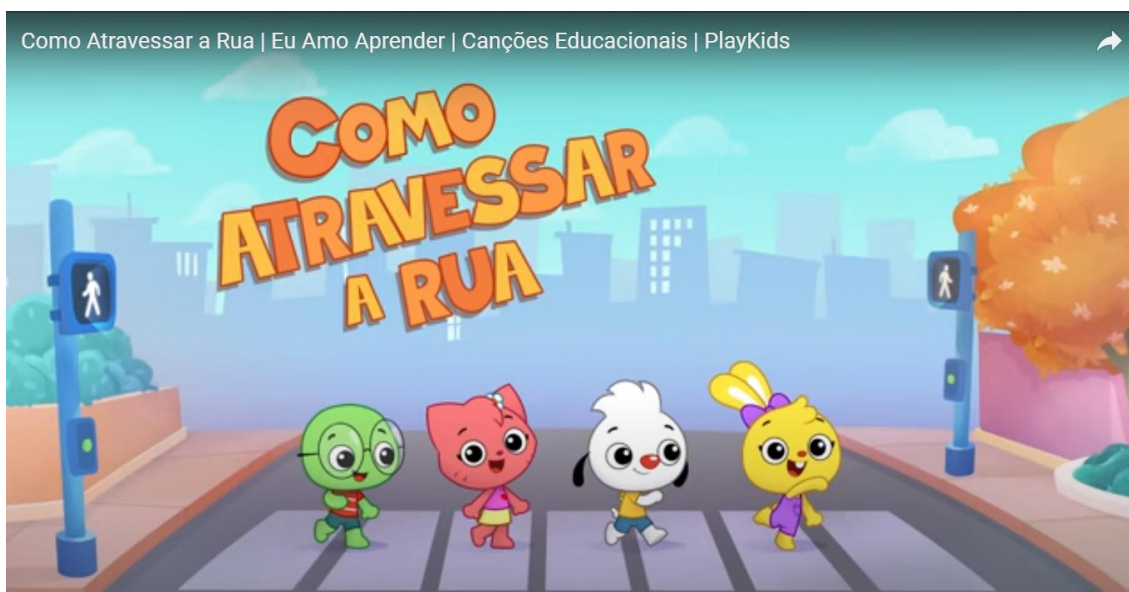 Como Atravessar a Rua | Eu Amo Aprender | Canções Educacionais | PlayKids
COMO
ATRAVESSAR
A RUA